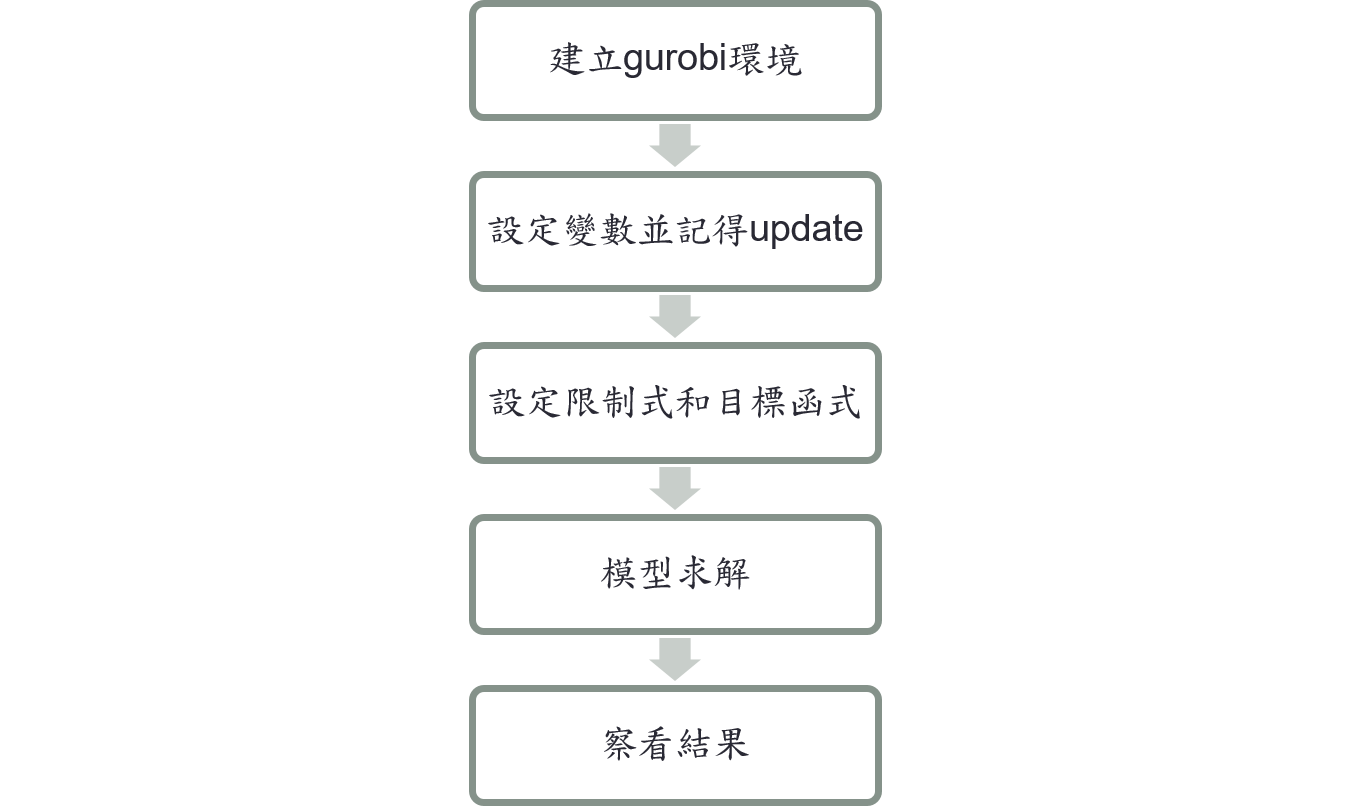 建立gurobi環境
設定變數並記得update
設定限制式和目標函式
模型求解
察看結果